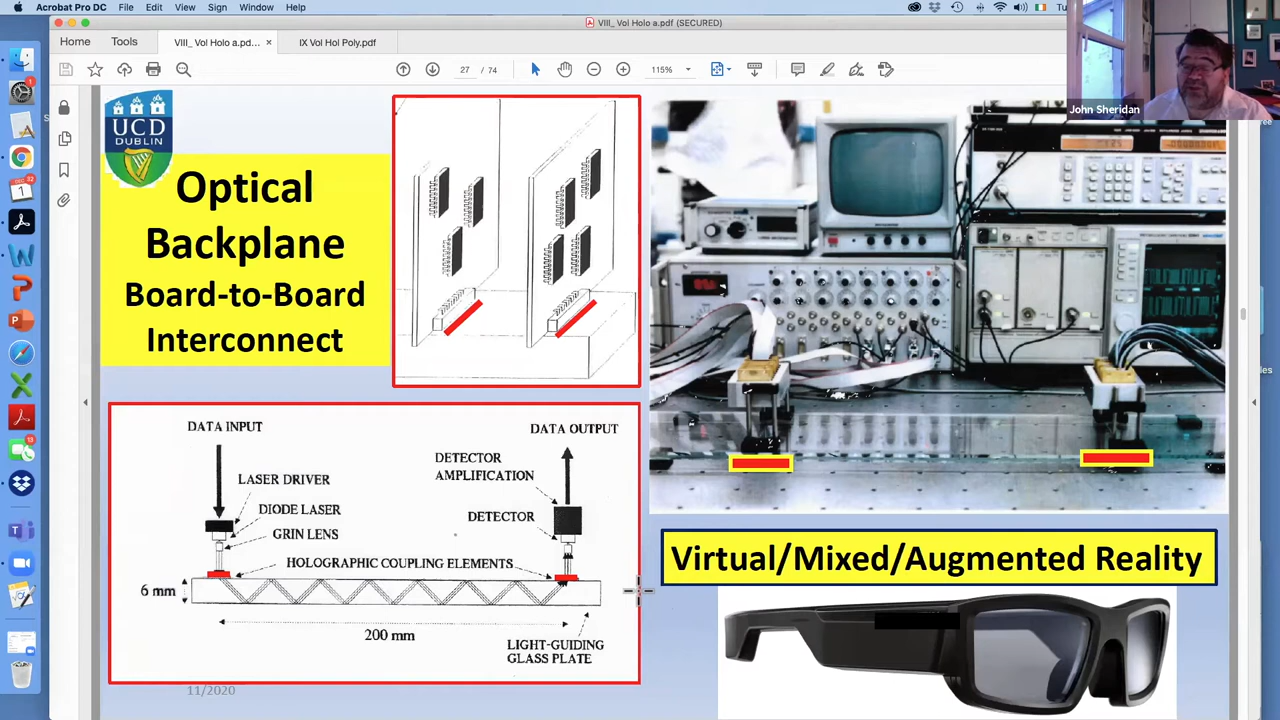 Acrobat Pro DC File Edit View Sign Window Help
VIII_ Vol Holo a.pdf (SECURED)
Home Tools VIII_ Vol Holo a.pd... × IX Vol Hol Poly.pdf
27 / 74 115%
John Sheridan
UCD
DUBLIN
Optical
Backplane
Board-to-Board
Interconnect
DATA INPUT
DATA OUTPUT
LASER DRIVER
DETECTOR
AMPLIFICATION
DIODE LASER
DETECTOR
GRIN LENS
HOLOGRAPHIC COUPLING ELEMENTS
6 mm
200 mm
LIGHT-GUIDING
GLASS PLATE
11/2020
Virtual/Mixed/Augmented Reality